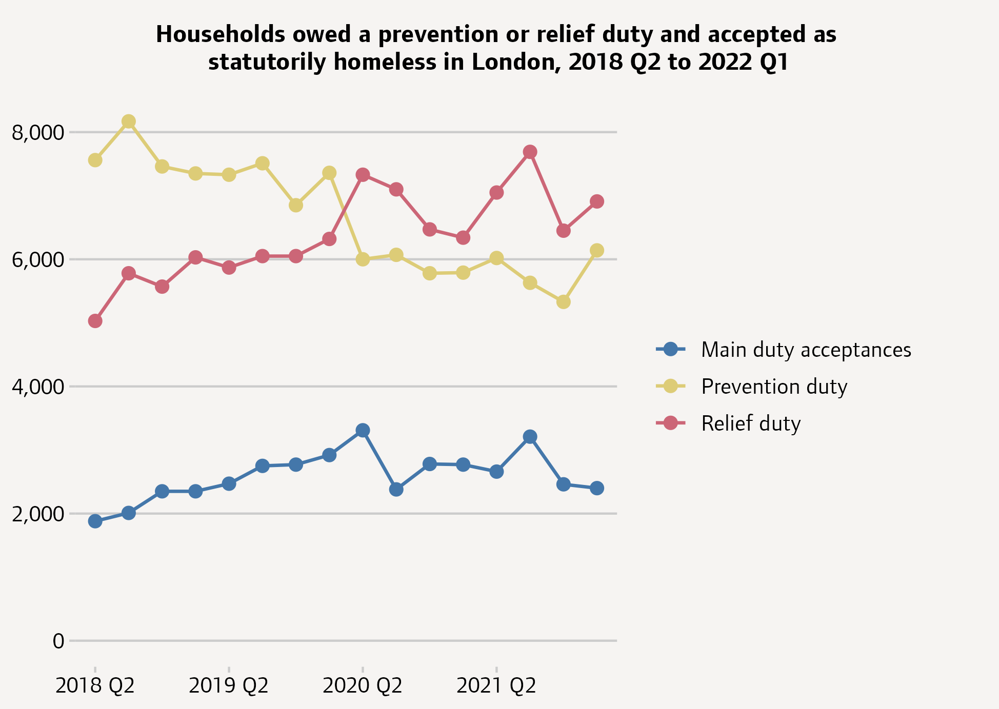 Households owed a prevention or relief duty and accepted as
statutorily homeless in London, 2018 Q2 to 2022 Q1
8,000
6,000
4,000
2,000
0
2018 Q2
2019 Q2
2020 Q2
2021 Q2
Main duty acceptances
Prevention duty
Relief duty